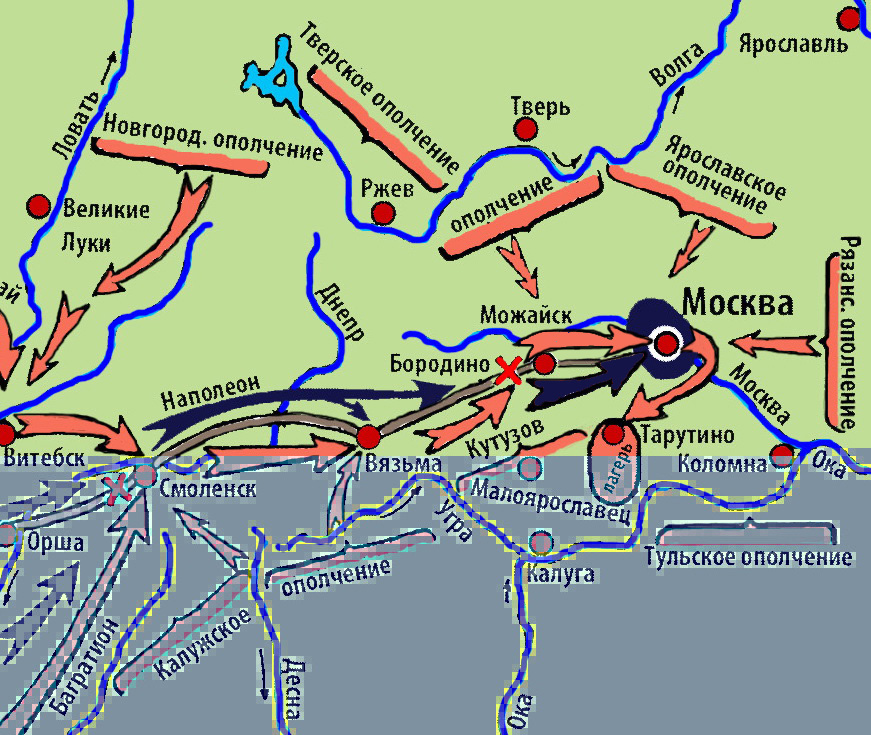 Ярославль
Волга
Тверское ополчение
Тверь
Ловать
Новгород. ополчение
Ржев
Ярославское
ополчение
ополчение
Великие
Луки
ай
Рязанс. ополчение
Днепр
Можайск
Москва
Бородино
Наполеон
Москва
Кутузов
лагерь
Тарутино
Витебск
Вязьма
Коломна
Ока
Смоленск
Малоярославец
Угра
Орша
Калуга
Тульское ополчение
ополчение
Калужское
Багратион
Десна
Ока